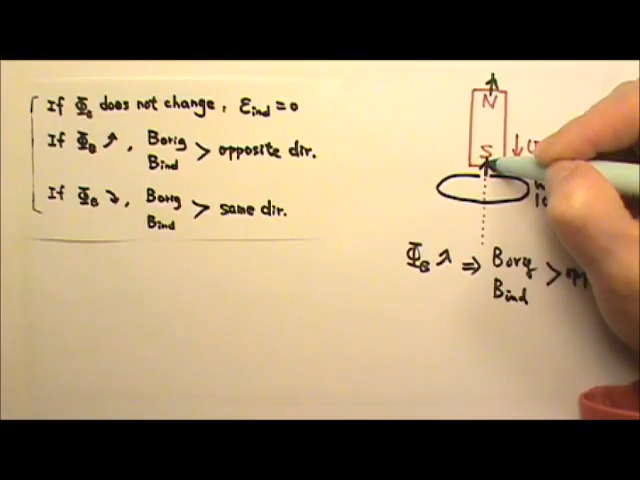 If Φ_B does not change, ε_ind = 0
If Φ_B ↗, B_orig B_ind > opposite dir.
If Φ_B ↘, B_orig B_ind > same dir.
N
S
Φ_B ↗ ⇒ B_orig B_ind >